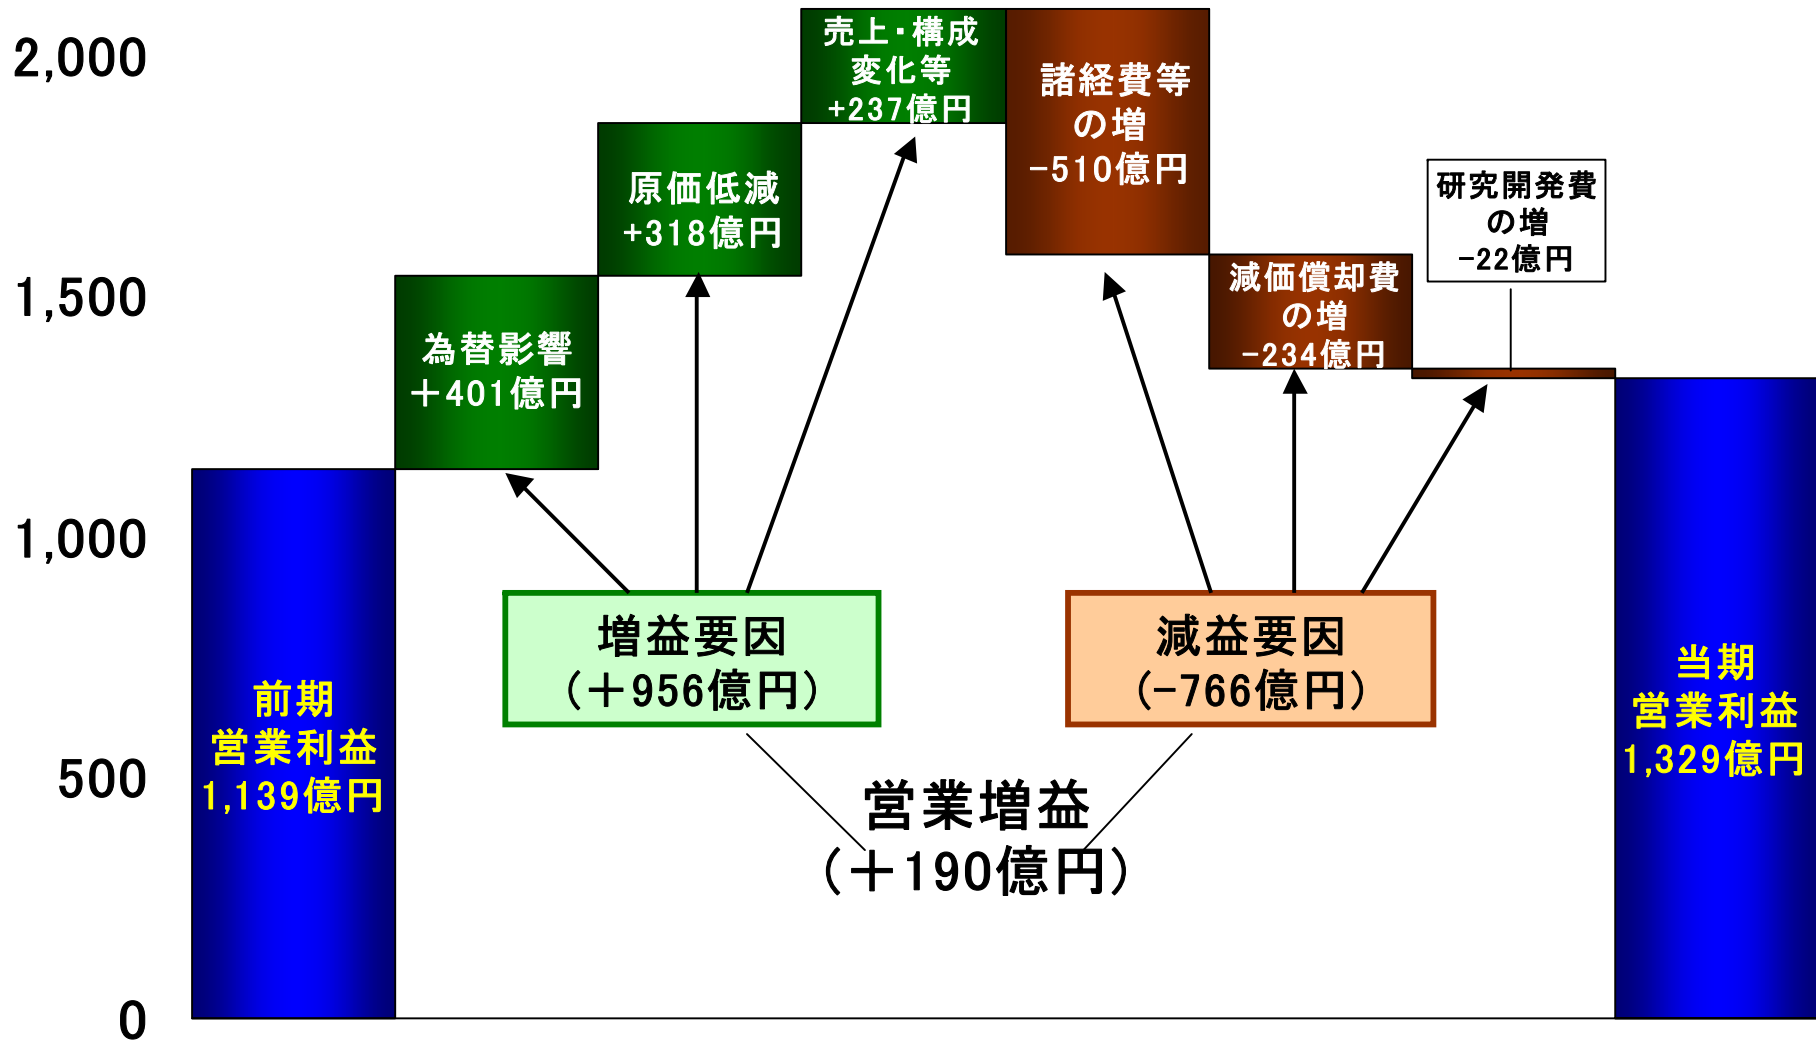 2,000
1,500
1,000
500
0
前期
営業利益
1,139億円
為替影響
＋401億円
原価低減
+318億円
売上・構成
変化等
+237億円
諸経費等
の増
-510億円
減価償却費
の増
-234億円
研究開発費
の増
-22億円
当期
営業利益
1,329億円
増益要因
（＋956億円）
減益要因
（-766億円）
営業増益
（＋190億円）